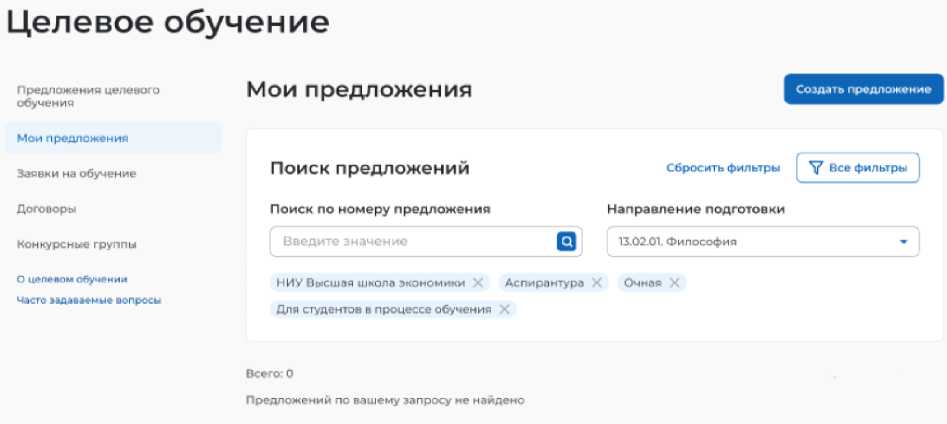 Целевое обучение
Предложения целевого
обучения
Мои предложения
Заявки на обучение
Договоры
Конкурсные группы
О целевом обучении
Часто задаваемые вопросы
Мои предложения
Создать предложение
Поиск предложений
Сбросить фильтры
Все фильтры
Поиск по номеру предложения
Направление подготовки
Введите значение
13.02.01. Философия
НИУ Высшая школа экономики
Аспирантура
Очная
Для студентов в процессе обучения
Всего: 0
Предложений по вашему запросу не найдено